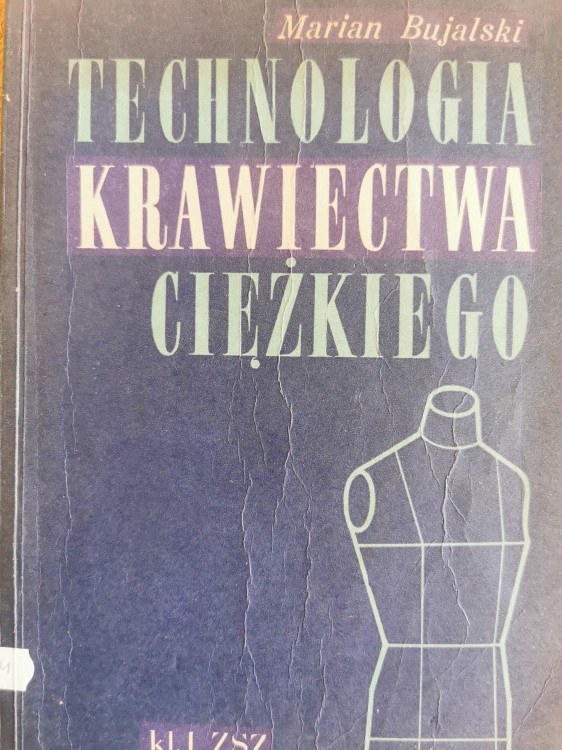 Marian Bujalski
TECHNOLOGIA
KRAWIECTWA
CIĘŻKIEGO
kl. I ZSZ